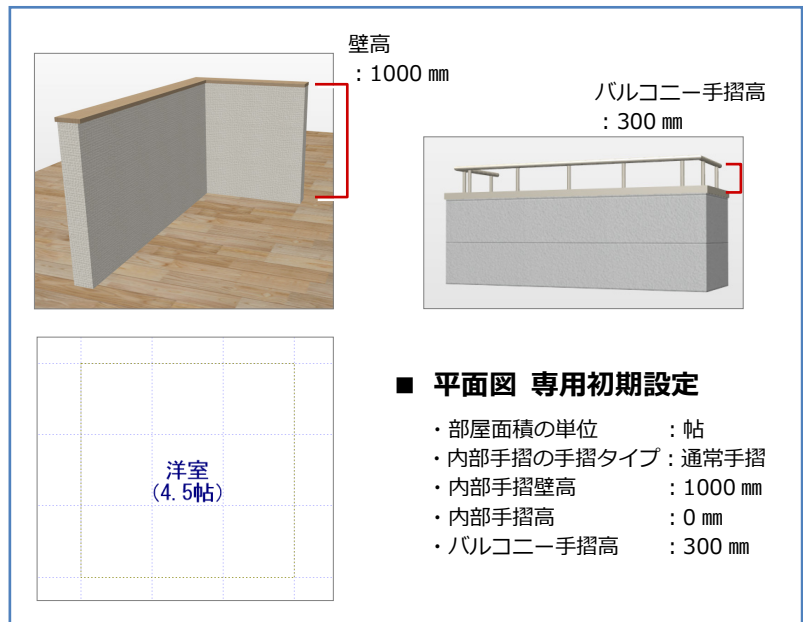 壁高
：1000 ㎜
バルコニー手摺高
：300 ㎜
洋室
(4.5帖)
■ 平面図 専用初期設定
・部屋面積の単位　　　：帖
・内部手摺の手摺タイプ：通常手摺
・内部手摺壁高　　　　：1000 ㎜
・内部手摺高　　　　　：0 ㎜
・バルコニー手摺高　　：300 ㎜